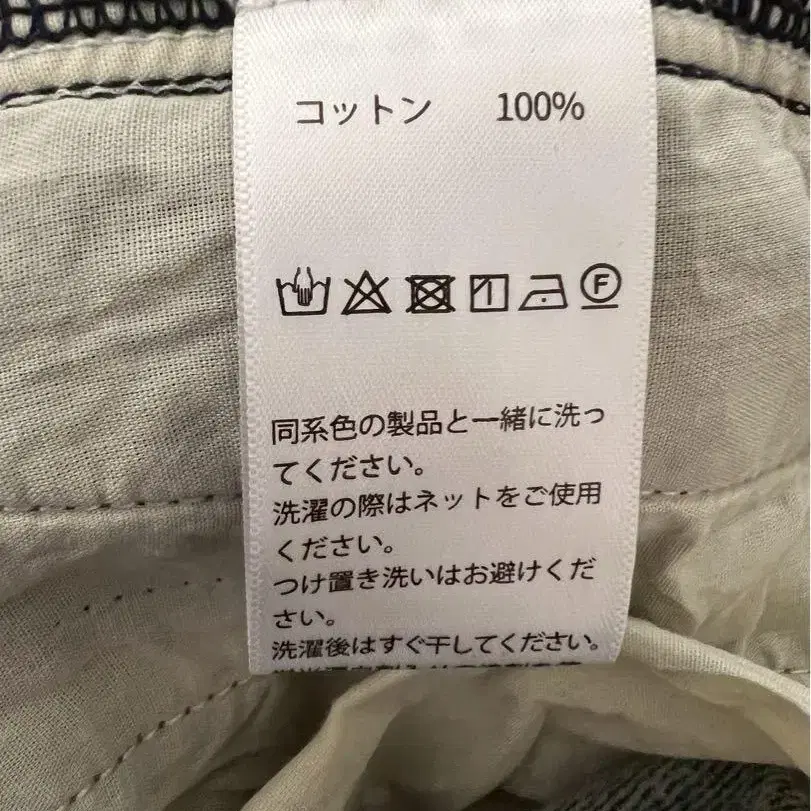 コットン 100%
F
同系色の製品と一緒に洗っ
てください。
洗濯の際はネットをご使用
ください。
つけ置き洗いはお避けくだ
さい。
洗濯後はすぐ干してください。